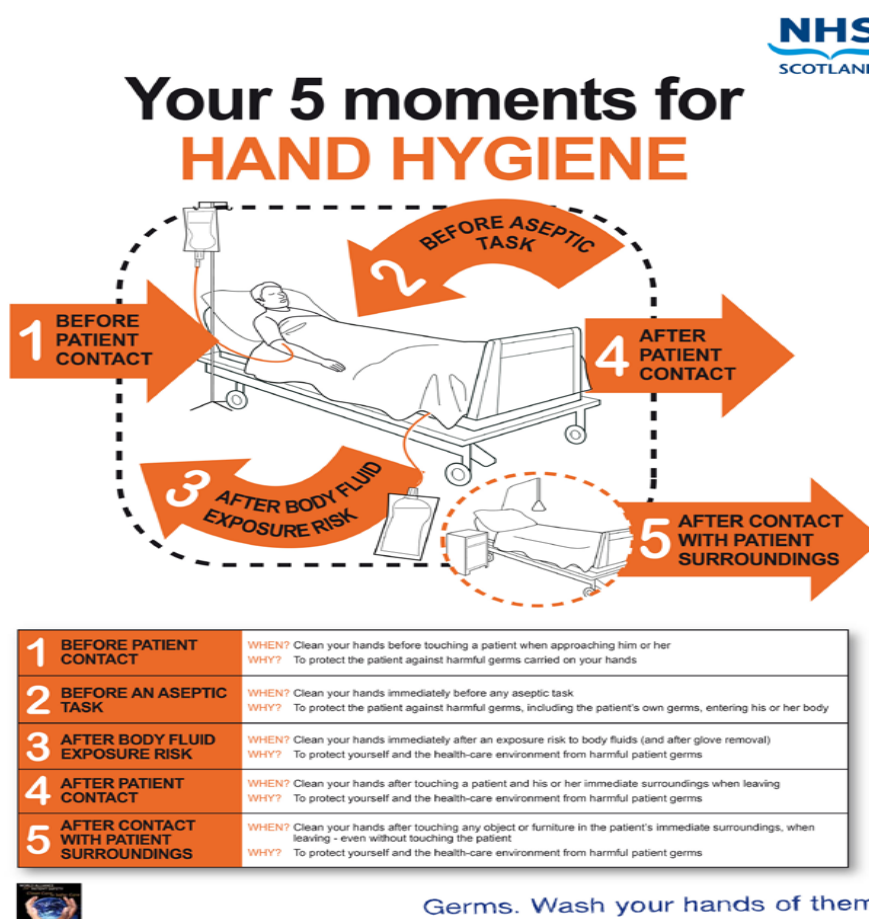 NHS
SCOTLAND
Your 5 moments for
HAND HYGIENE
2 BEFORE ASEPTIC
TASK
1 BEFORE
PATIENT
CONTACT
4 AFTER
PATIENT
CONTACT
3 AFTER BODY FLUID
EXPOSURE RISK
5 AFTER CONTACT
WITH PATIENT
SURROUNDINGS
1 BEFORE PATIENT
CONTACT
WHEN? Clean your hands before touching a patient when approaching him or her
WHY? To protect the patient against harmful germs carried on your hands
2 BEFORE AN ASEPTIC
TASK
WHEN? Clean your hands immediately before any aseptic task
WHY? To protect the patient against harmful germs, including the patient's own germs, entering his or her body
3 AFTER BODY FLUID
EXPOSURE RISK
WHEN? Clean your hands immediately after an exposure risk to body fluids (and after glove removal)
WHY? To protect yourself and the health-care environment from harmful patient germs
4 AFTER PATIENT
CONTACT
WHEN? Clean your hands after touching a patient and his or her immediate surroundings when leaving
WHY? To protect yourself and the health-care environment from harmful patient germs
5 AFTER CONTACT
WITH PATIENT
SURROUNDINGS
WHEN? Clean your hands after touching any object or furniture in the patient's immediate surroundings, when
leaving - even without touching the patient
WHY? To protect yourself and the health-care environment from harmful patient germs
Germs. Wash your hands of them